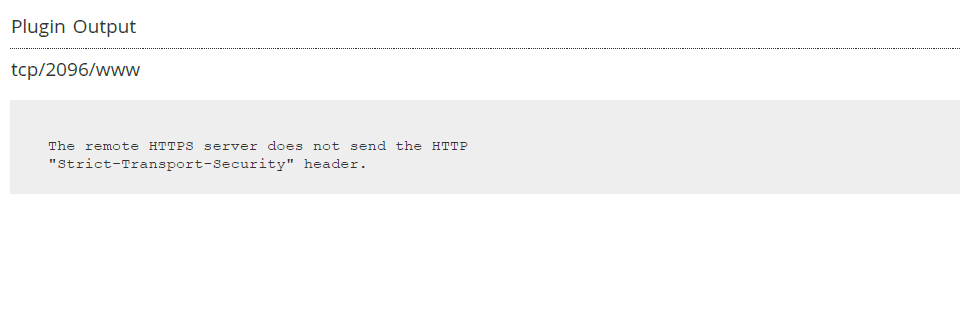 Plugin Output
tcp/2096/www
The remote HTTPS server does not send the HTTP
"Strict-Transport-Security" header.